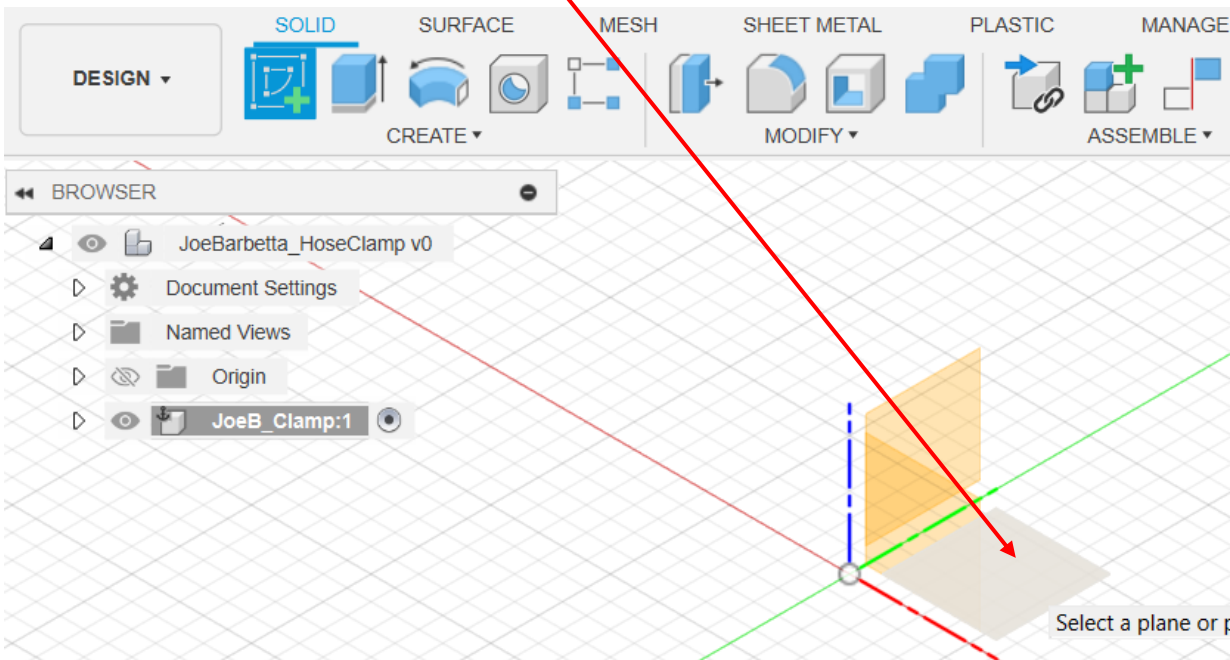 SOLID SURFACE MESH SHEET METAL PLASTIC MANAGE
DESIGN ▾
CREATE ▾ MODIFY ▾ ASSEMBLE ▾
BROWSER
JoeBarbetta_HoseClamp v0
Document Settings
Named Views
Origin
JoeB_Clamp:1
Select a plane or p